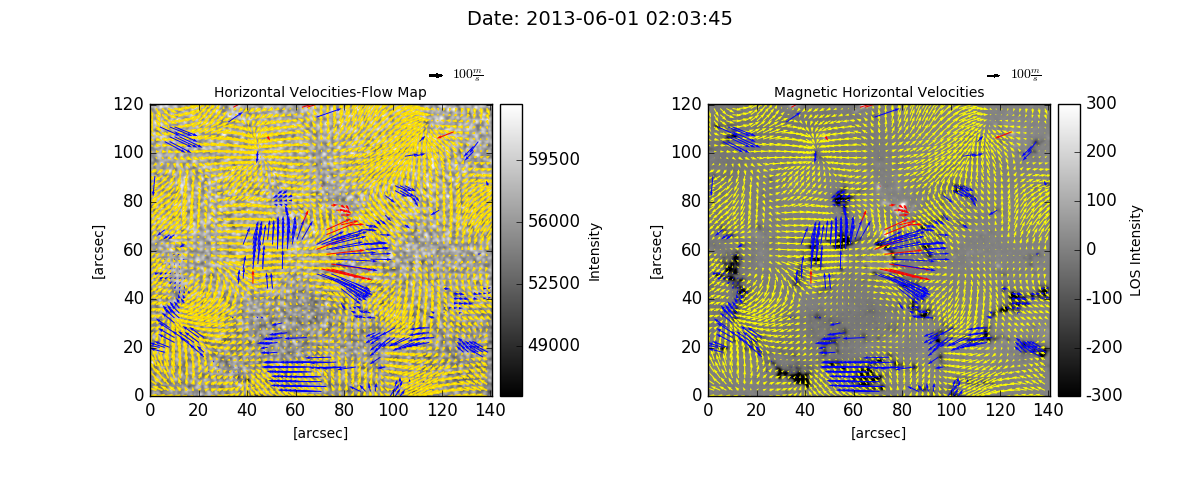 Date: 2013-06-01 02:03:45
100 m/s
100 m/s
Horizontal Velocities-Flow Map
Magnetic Horizontal Velocities
120
100
80
60
40
20
0
[arcsec]
0 20 40 60 80 100 120 140
[arcsec]
59500
56000
52500
49000
Intensity
120
100
80
60
40
20
0
[arcsec]
0 20 40 60 80 100 120 140
[arcsec]
300
200
100
0
-100
-200
-300
LOS Intensity